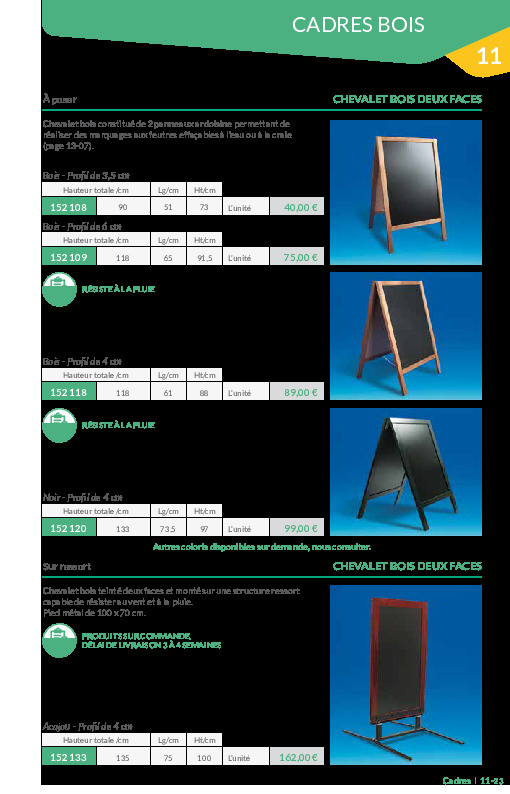 CADRES BOIS
11
À poser
CHEVALET BOIS DEUX FACES
Chevalet bois constitué de 2 panneaux ardoise permettant de
réaliser des marquages aux feutres effaçables à l'eau ou à la craie
(page 13-07).
Bois - Profil de 3,5 cm
Hauteur totale /cm Lg/cm Ht/cm
152 108 90 51 73 L'unité 40,00 €
Bois - Profil de 6 cm
Hauteur totale /cm Lg/cm Ht/cm
152 109 118 65 91,5 L'unité 75,00 €
RÉSISTE À LA PLUIE
Bois - Profil de 4 cm
Hauteur totale /cm Lg/cm Ht/cm
152 118 118 61 88 L'unité 89,00 €
RÉSISTE À LA PLUIE
Noir - Profil de 4 cm
Hauteur totale /cm Lg/cm Ht/cm
152 120 133 73,5 97 L'unité 99,00 €
Autres coloris disponibles sur demande, nous consulter.
Sur ressort
CHEVALET BOIS DEUX FACES
Chevalet bois teinté deux faces et monté sur une structure ressort
capable de résister au vent et à la pluie.
Pied métal de 100 x 70 cm.
PRODUITS SUR COMMANDE,
DÉLAI DE LIVRAISON 3 À 4 SEMAINES
Acajou - Profil de 4 cm
Hauteur totale /cm Lg/cm Ht/cm
152 133 135 75 100 L'unité 162,00 €
Cadres | 11-23